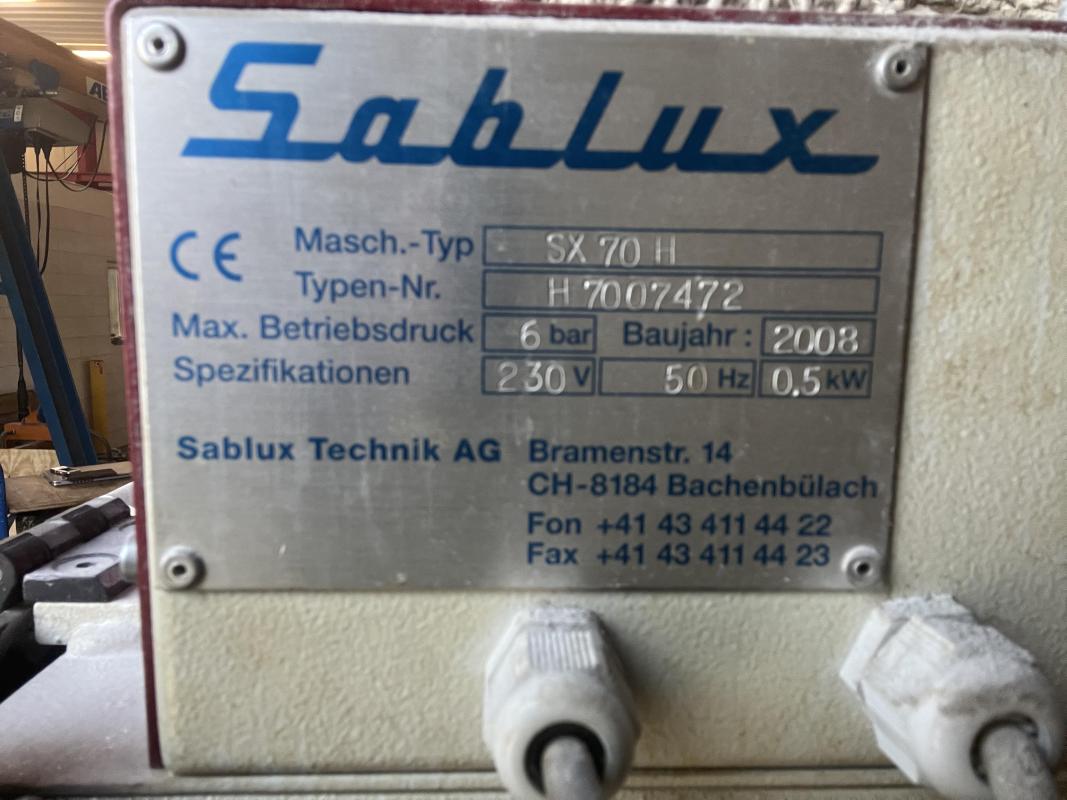 Sablux
CE Masch.-Typ SX 70 H
Typen-Nr. H 7007472
Max. Betriebsdruck 6 bar Baujahr : 2008
Spezifikationen 230 V 50 Hz 0,5 kW
Sablux Technik AG Bramenstr. 14
CH-8184 Bachenbülach
Fon +41 43 411 44 22
Fax +41 43 411 44 23